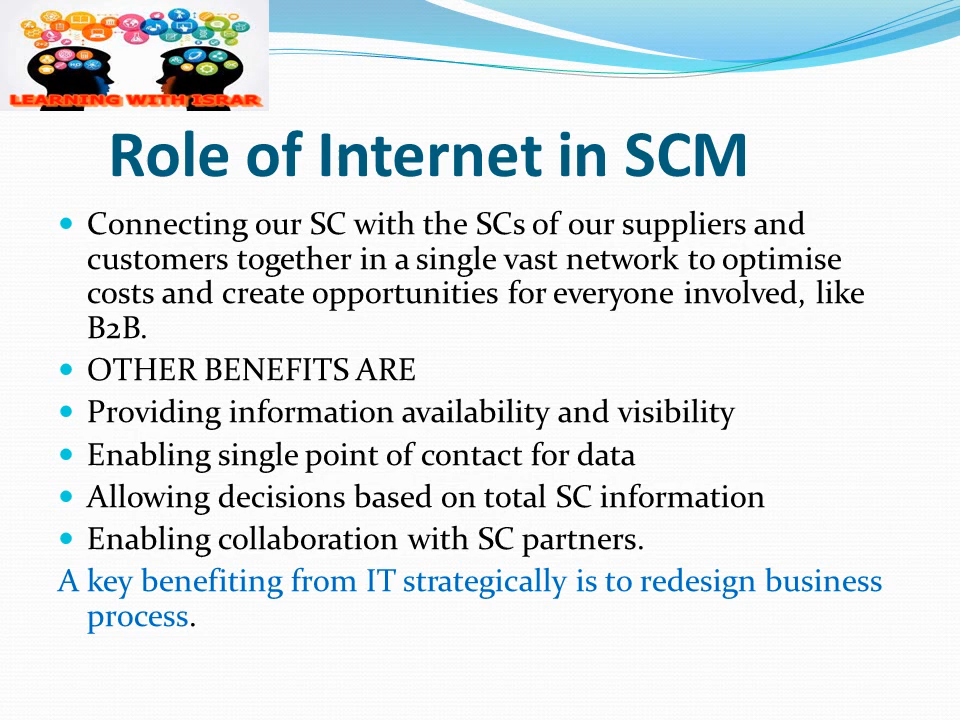 LEARNING WITH ISRAR
Role of Internet in SCM
• Connecting our SC with the SCs of our suppliers and
customers together in a single vast network to optimise
costs and create opportunities for everyone involved, like
B2B.
• OTHER BENEFITS ARE
• Providing information availability and visibility
• Enabling single point of contact for data
• Allowing decisions based on total SC information
• Enabling collaboration with SC partners.
A key benefiting from IT strategically is to redesign business
process.